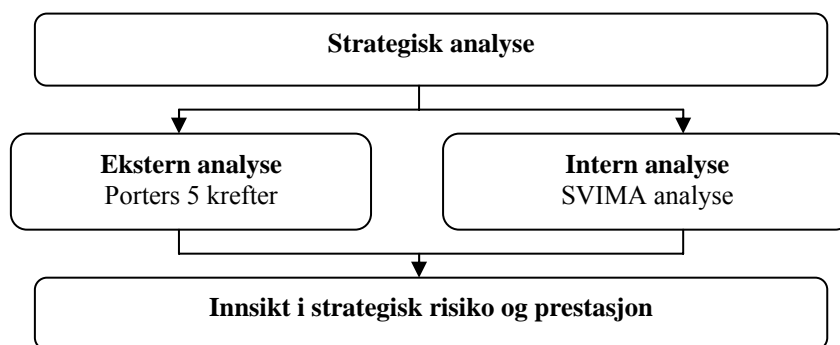 Strategisk analyse
Ekstern analyse
Porters 5 krefter
Intern analyse
SVIMA analyse
Innsikt i strategisk risiko og prestasjon